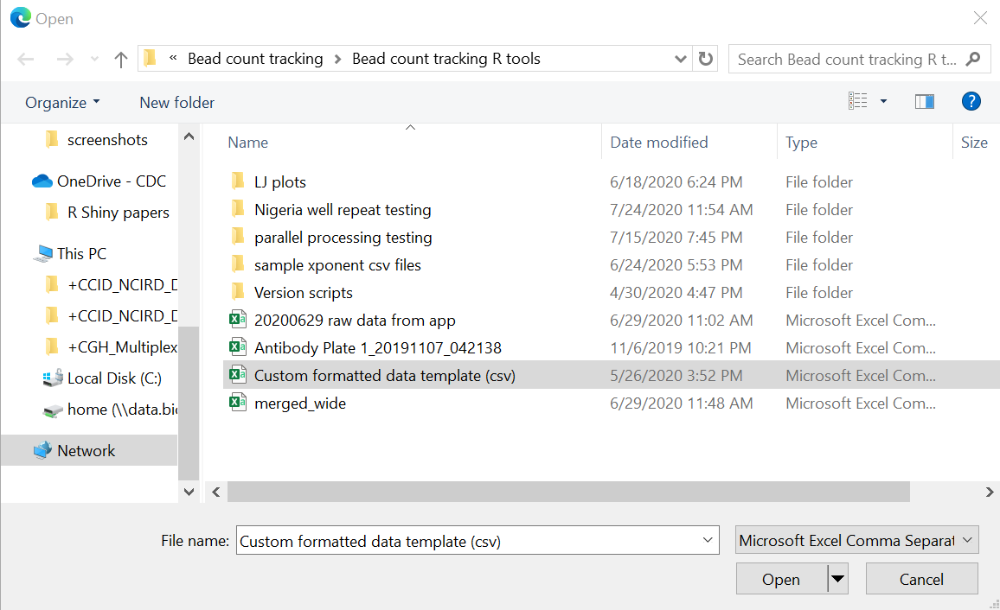 Open
« Bead count tracking > Bead count tracking R tools
Search Bead count tracking R t...
Organize
New folder
?
screenshots
OneDrive - CDC
R Shiny papers
This PC
+CCID_NCIRD_D
+CCID_NCIRD_D
+CGH_Multiplex
Local Disk (C:)
home (\\data.bio
Network
Name Date modified Type Size
LJ plots 6/18/2020 6:24 PM File folder
Nigeria well repeat testing 7/24/2020 11:54 AM File folder
parallel processing testing 7/15/2020 7:45 PM File folder
sample xponent csv files 6/24/2020 5:53 PM File folder
Version scripts 4/30/2020 4:47 PM File folder
20200629 raw data from app 6/29/2020 11:02 AM Microsoft Excel Com...
Antibody Plate 1_20191107_042138 11/6/2019 10:21 PM Microsoft Excel Com...
Custom formatted data template (csv) 5/26/2020 3:52 PM Microsoft Excel Com...
merged_wide 6/29/2020 11:48 AM Microsoft Excel Com...
File name: Custom formatted data template (csv)
Microsoft Excel Comma Separat
Open
Cancel